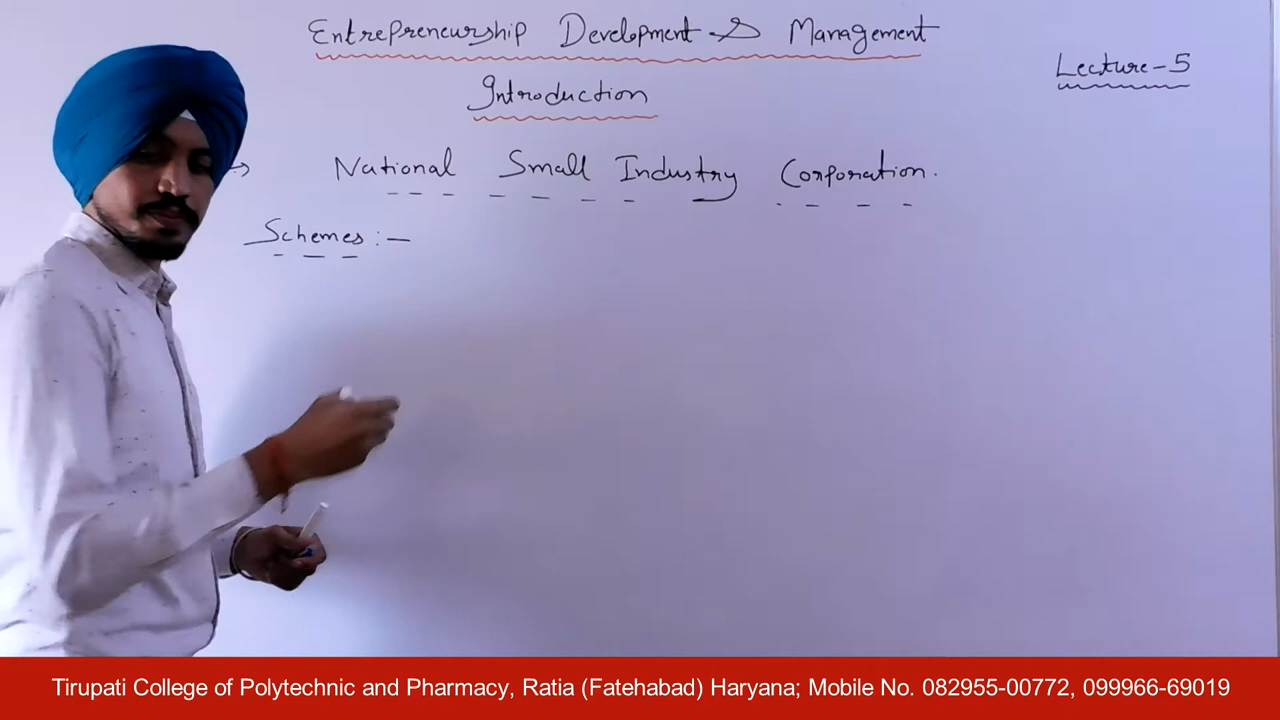 Entrepreneurship Development & Management
Lecture-5
Introduction
→ National Small Industry Corporation.
Schemes :-
Tirupati College of Polytechnic and Pharmacy, Ratia (Fatehabad) Haryana; Mobile No. 082955-00772, 099966-69019